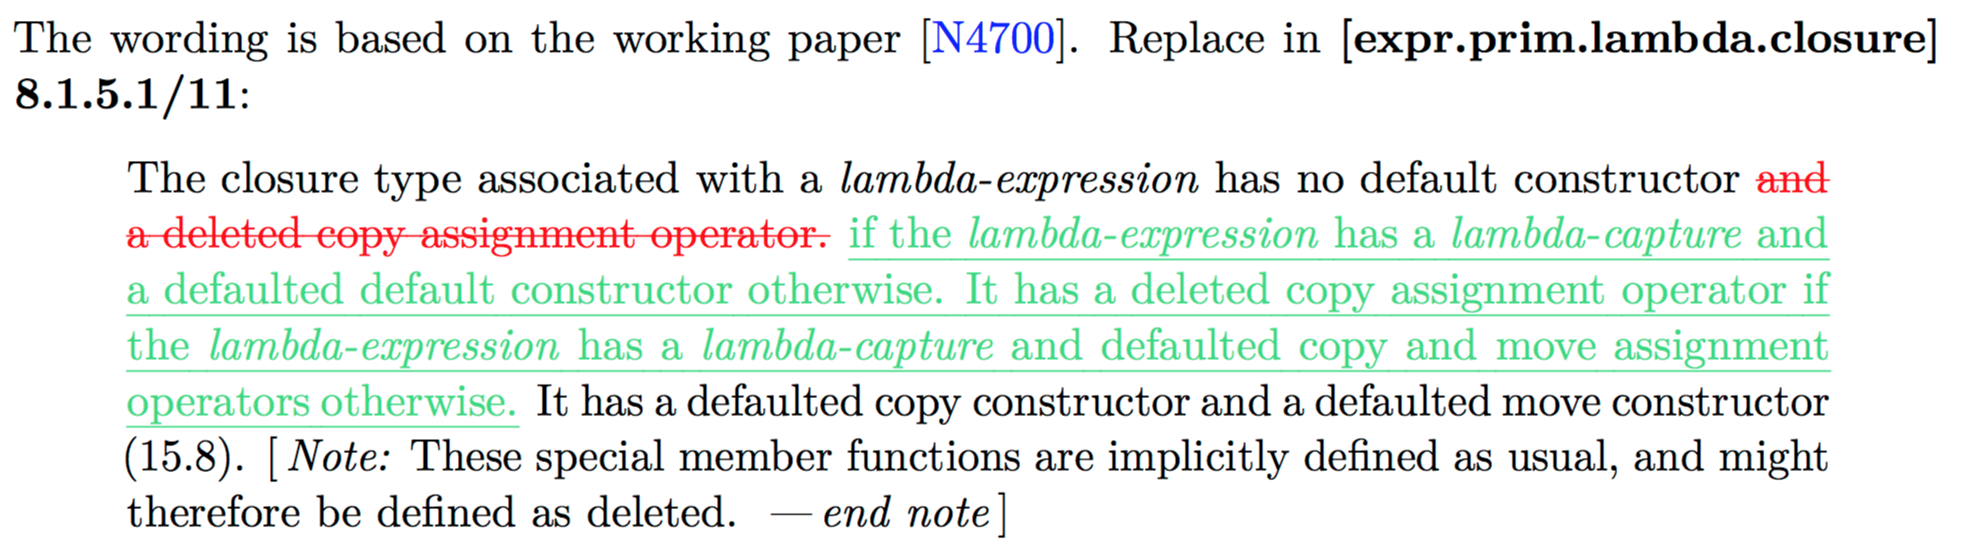 The wording is based on the working paper [N4700]. Replace in [expr.prim.lambda.closure]
8.1.5.1/11:
The closure type associated with a lambda-expression has no default constructor and
a deleted copy assignment operator. if the lambda-expression has a lambda-capture and
a defaulted default constructor otherwise. It has a deleted copy assignment operator if
the lambda-expression has a lambda-capture and defaulted copy and move assignment
operators otherwise. It has a defaulted copy constructor and a defaulted move constructor
(15.8). [ Note: These special member functions are implicitly defined as usual, and might
therefore be defined as deleted. — end note ]